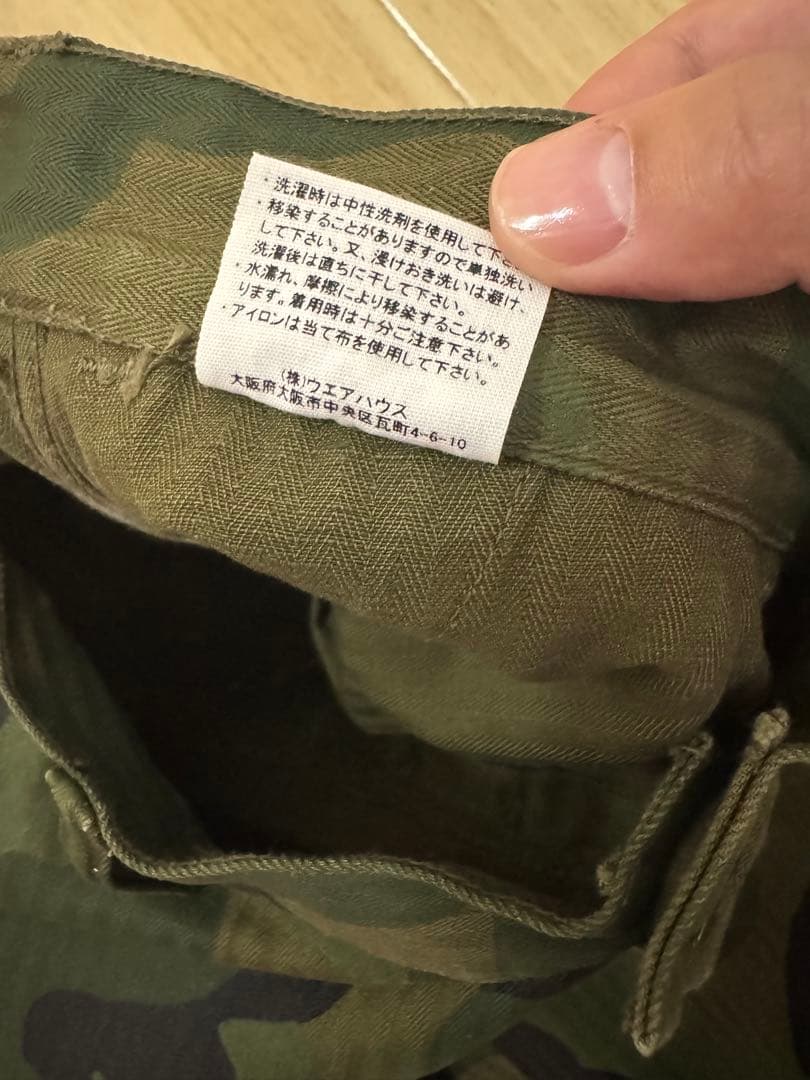 ・洗濯時は中性洗剤を使用して下さ
・移染することがありますので単独洗い
して下さい。又、浸けおき洗いは避け、
洗濯後は直ちに干して下さい。
・水濡れ、摩擦により移染することがあ
ります。着用時は十分ご注意下さい。
・アイロンは当て布を使用して下さい。
(株)ウエアハウス
大阪府大阪市中央区瓦町4-6-10